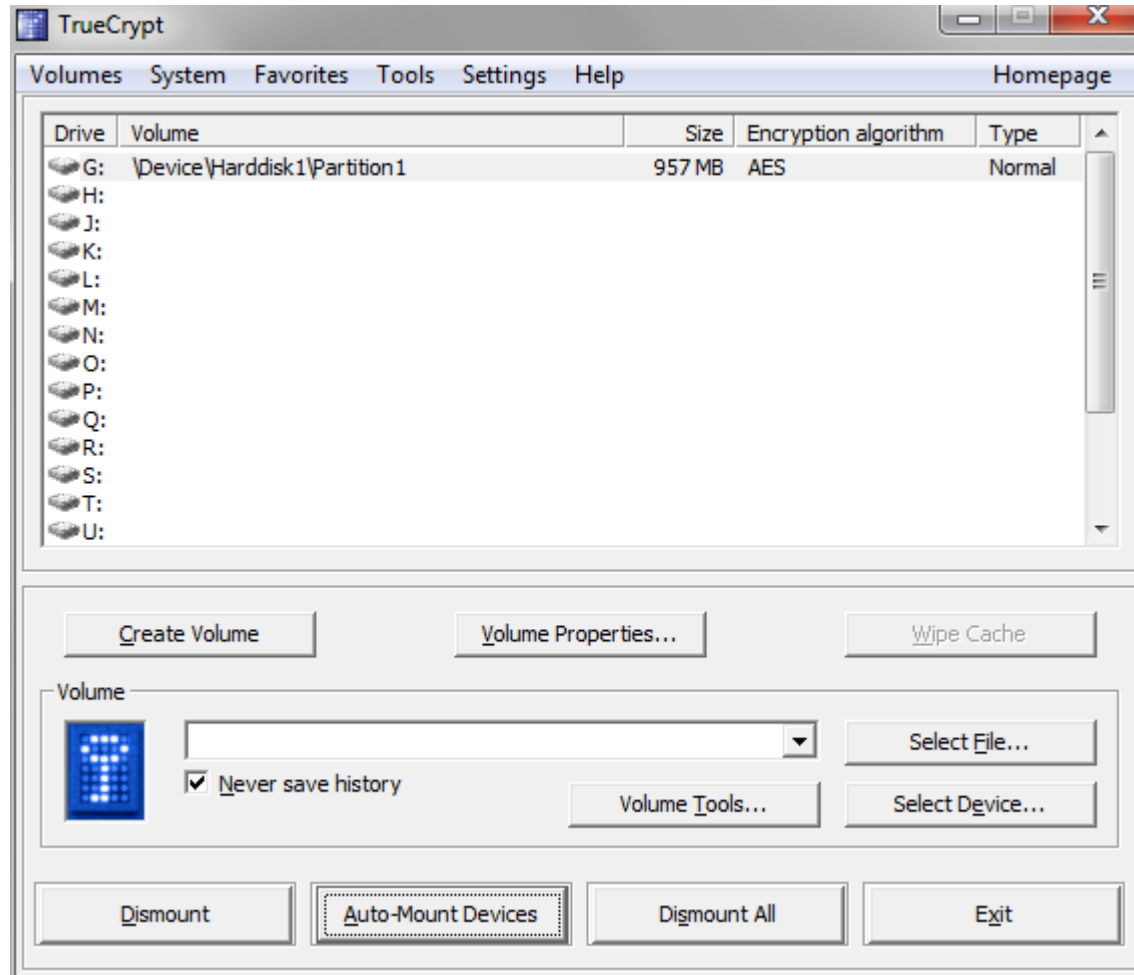 TrueCrypt
Volumes System Favorites Tools Settings Help Homepage
Drive Volume Size Encryption algorithm Type
G: \Device\Harddisk1\Partition1 957 MB AES Normal
H:
J:
K:
L:
M:
N:
O:
P:
Q:
R:
S:
T:
U:
Create Volume Volume Properties... Wipe Cache
Volume
Select File...
Never save history
Volume Tools... Select Device...
Dismount Auto-Mount Devices Dismount All Exit